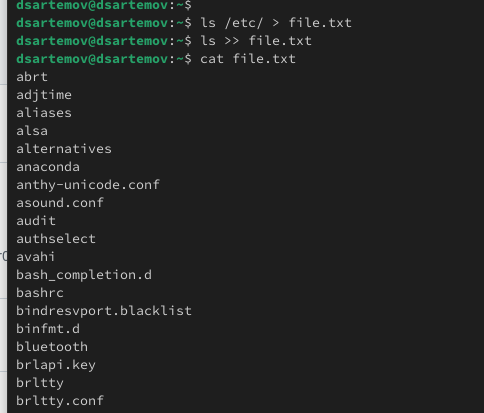 dsartemov@dsartemov:~$
dsartemov@dsartemov:~$ ls /etc/ > file.txt
dsartemov@dsartemov:~$ ls >> file.txt
dsartemov@dsartemov:~$ cat file.txt
abrt
adjtime
aliases
alsa
alternatives
anaconda
anthy-unicode.conf
asound.conf
audit
authselect
avahi
bash_completion.d
bashrc
bindresvport.blacklist
binfmt.d
bluetooth
brlapi.key
brltty
brltty.conf